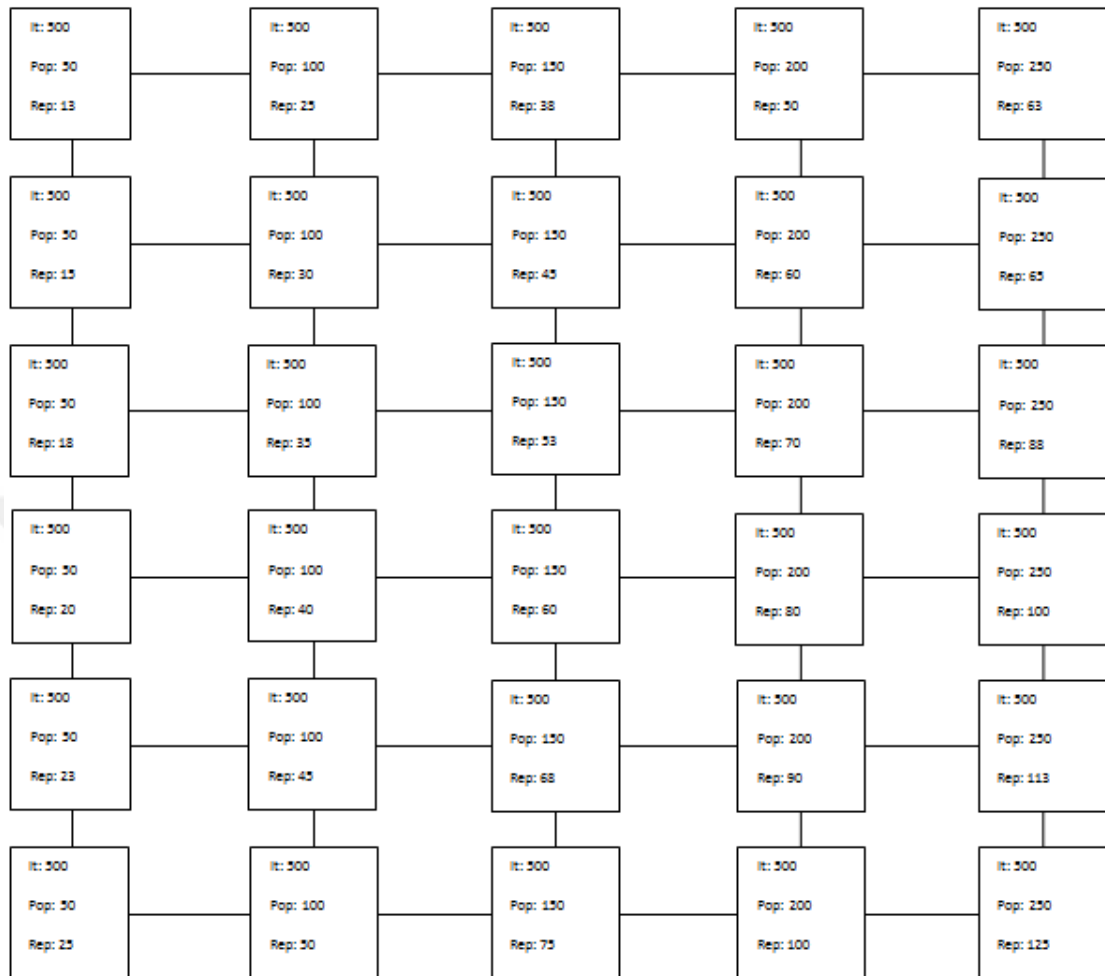 It: 500
Pop: 50
Rep: 13
It: 500
Pop: 100
Rep: 25
It: 500
Pop: 150
Rep: 38
It: 500
Pop: 200
Rep: 50
It: 500
Pop: 250
Rep: 63
It: 500
Pop: 50
Rep: 15
It: 500
Pop: 100
Rep: 30
It: 500
Pop: 150
Rep: 45
It: 500
Pop: 200
Rep: 60
It: 500
Pop: 250
Rep: 65
It: 500
Pop: 50
Rep: 18
It: 500
Pop: 100
Rep: 35
It: 500
Pop: 150
Rep: 53
It: 500
Pop: 200
Rep: 70
It: 500
Pop: 250
Rep: 88
It: 500
Pop: 50
Rep: 20
It: 500
Pop: 100
Rep: 40
It: 500
Pop: 150
Rep: 60
It: 500
Pop: 200
Rep: 80
It: 500
Pop: 250
Rep: 100
It: 500
Pop: 50
Rep: 23
It: 500
Pop: 100
Rep: 45
It: 500
Pop: 150
Rep: 68
It: 500
Pop: 200
Rep: 90
It: 500
Pop: 250
Rep: 113
It: 500
Pop: 50
Rep: 25
It: 500
Pop: 100
Rep: 50
It: 500
Pop: 150
Rep: 75
It: 500
Pop: 200
Rep: 100
It: 500
Pop: 250
Rep: 125